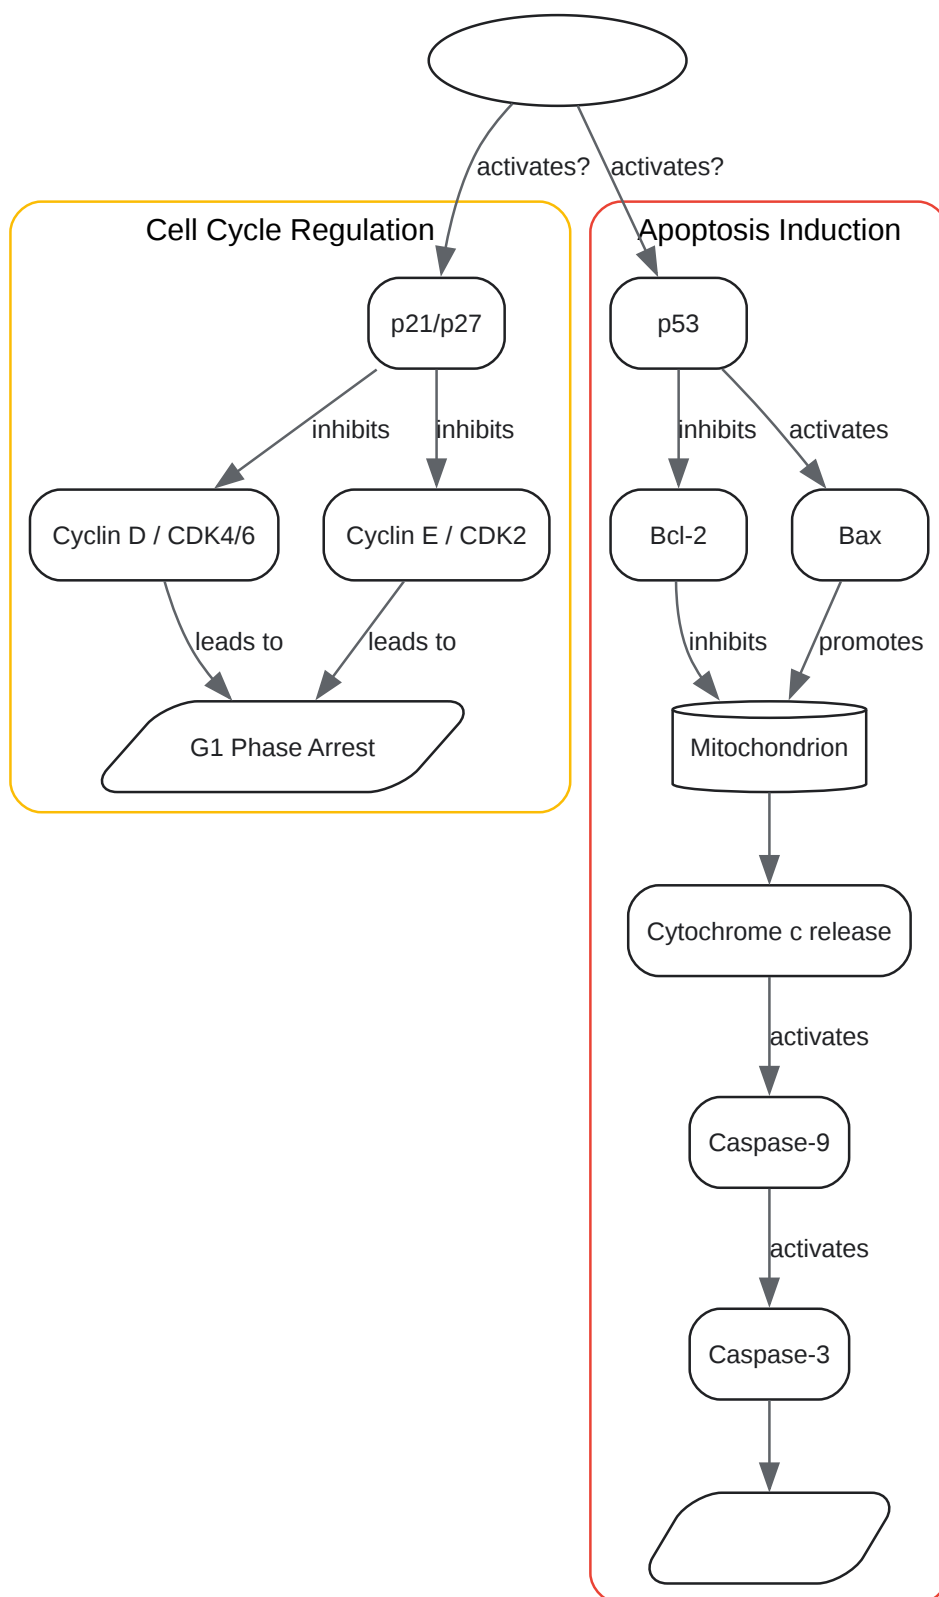 activates?
activates?
Cell Cycle Regulation
Apoptosis Induction
p21/p27
p53
inhibits
inhibits
inhibits
activates
Cyclin D / CDK4/6
Cyclin E / CDK2
Bcl-2
Bax
leads to
leads to
inhibits
promotes
G1 Phase Arrest
Mitochondrion
Cytochrome c release
activates
Caspase-9
activates
Caspase-3